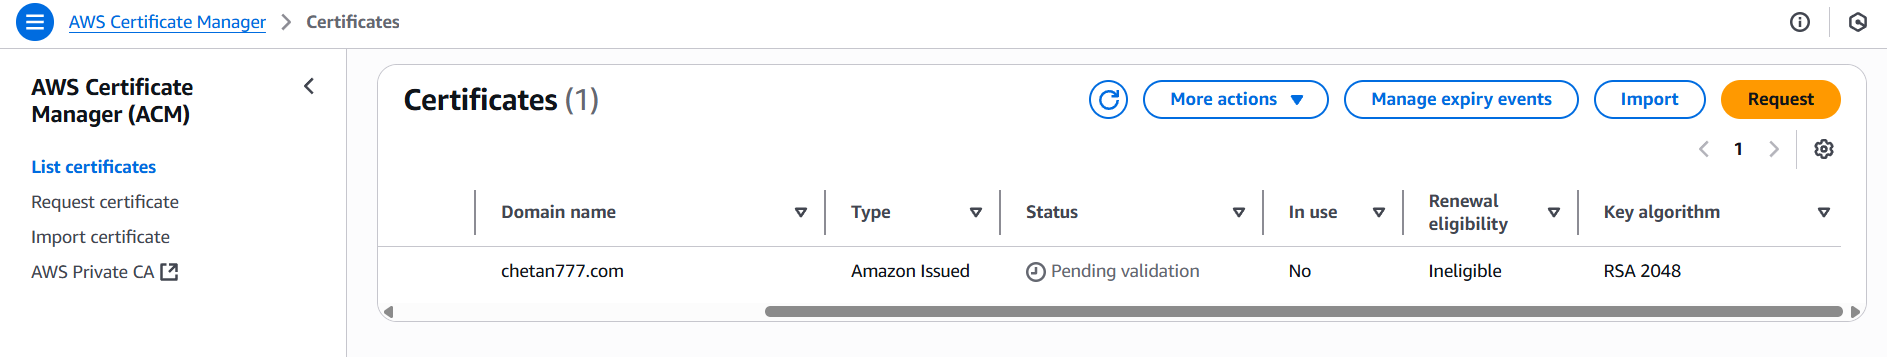 AWS Certificate Manager > Certificates
AWS Certificate
Manager (ACM)
List certificates
Request certificate
Import certificate
AWS Private CA
Certificates (1)
More actions
Manage expiry events
Import
Request
1
Domain name
Type
Status
In use
Renewal
eligibility
Key algorithm
chetan777.com
Amazon Issued
Pending validation
No
Ineligible
RSA 2048